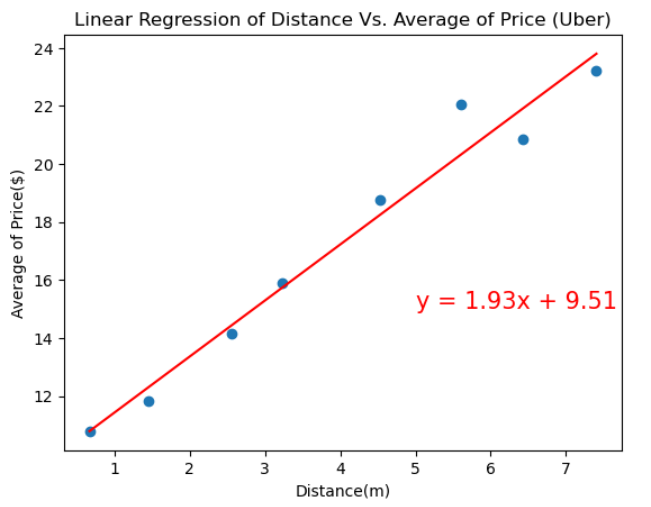 Linear Regression of Distance Vs. Average of Price (Uber)
24
22
20
18
16
14
12
Average of Price($)
y = 1.93x + 9.51
1 2 3 4 5 6 7
Distance(m)